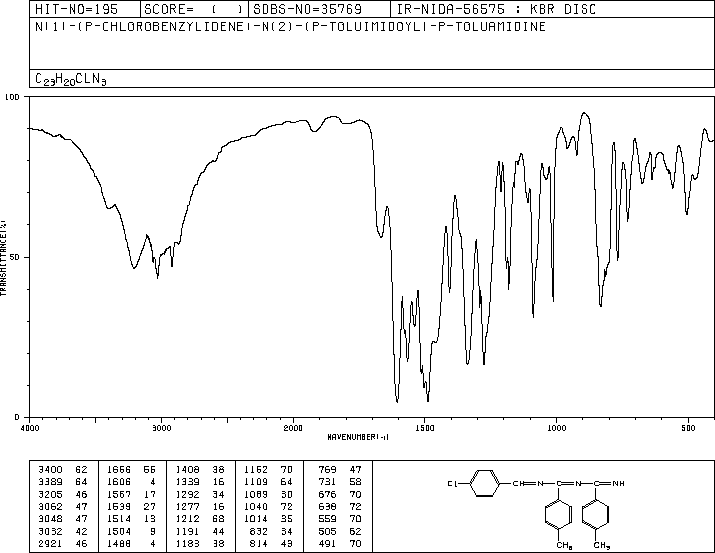 HIT-NO=195 SCORE= ( ) SDBS-NO=35769 IR-NIDA-56575 : KBR DISC
N(1)-(P-CHLOROBENZYLIDENE)-N(2)-(P-TOLUIMIDOYL)-P-TOLUAMIDINE
C23H20CLN3
100
50
0
TRANSMITTANCE(%)
4000 3000 2000 1500 1000 500
WAVENUMBER(-1)
3400 62 1666 55 1408 38 1162 70 769 47
3389 64 1606 4 1339 16 1109 64 731 58
3205 46 1567 17 1292 34 1089 30 676 70
3062 47 1539 27 1277 16 1040 72 638 72
3048 47 1514 13 1212 68 1014 35 559 70
3032 42 1504 9 1191 44 832 34 505 62
2921 46 1488 4 1183 38 814 43 491 70
Cl CH=N C=N C=NH
CH3 CH3